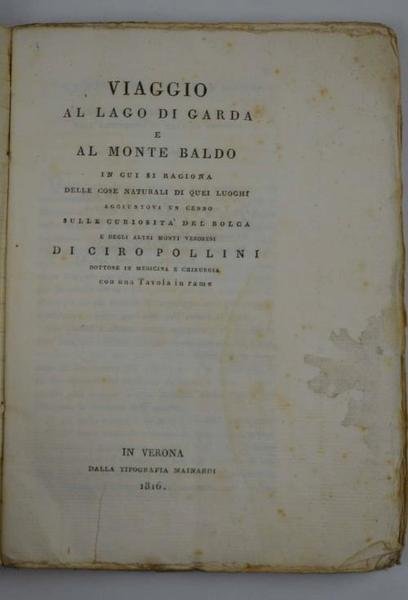 VIAGGIO
AL LAGO DI GARDA
E
AL MONTE BALDO
IN CUI SI RAGIONA
DELLE COSE NATURALI DI QUEI LUOGHI
AGGIUNTOVI UN CENNO
SULLE CURIOSITA' DEL BOLCA
E DEGLI ALTRI MONTI VERONESI
DI CIRO POLLINI
DOTTORE IN MEDICINA E CHIRURGIA
con una Tavola in rame
IN VERONA
DALLA TIPOGRAFIA MAINARDI
1816.